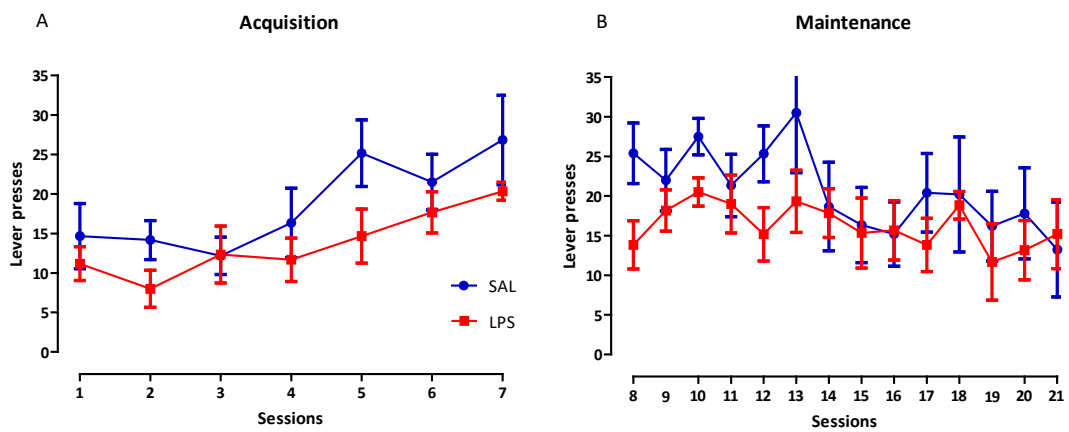 A
Acquisition
35
30
25
20
15
10
5
0
Lever presses
SAL
LPS
1 2 3 4 5 6 7
Sessions
B
Maintenance
35
30
25
20
15
10
5
0
Lever presses
8 9 10 11 12 13 14 15 16 17 18 19 20 21
Sessions